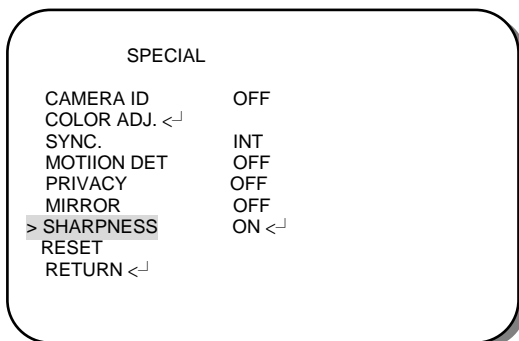 SPECIAL
CAMERA ID OFF
COLOR ADJ. <┘
SYNC. INT
MOTIION DET OFF
PRIVACY OFF
MIRROR OFF
> SHARPNESS ON <┘
RESET
RETURN <┘